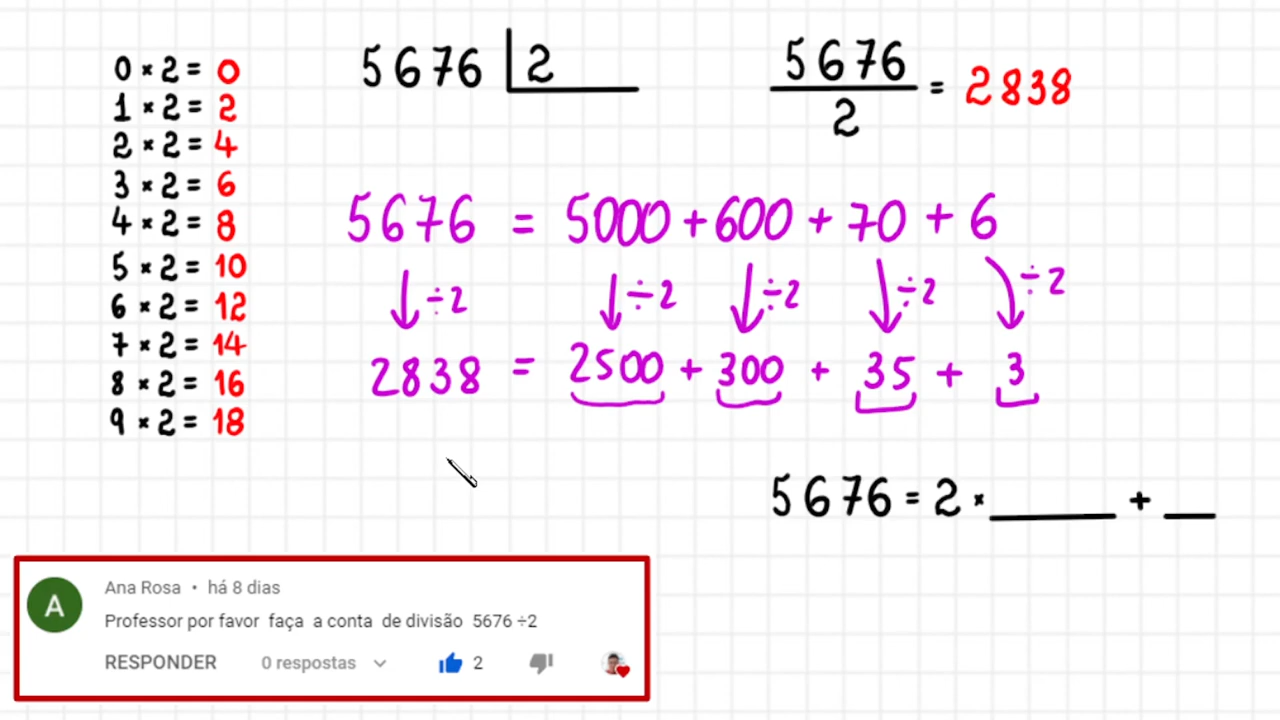 0 × 2 = 0
1 × 2 = 2
2 × 2 = 4
3 × 2 = 6
4 × 2 = 8
5 × 2 = 10
6 × 2 = 12
7 × 2 = 14
8 × 2 = 16
9 × 2 = 18
5676 2
5676
2
= 2838
5676 = 5000 + 600 + 70 + 6
÷2 ÷2 ÷2 ÷2 ÷2
2838 = 2500 + 300 + 35 + 3
5676 = 2 × ____ + __
A
Ana Rosa • há 8 dias
Professor por favor faça a conta de divisão 5676 ÷2
RESPONDER 0 respostas 2